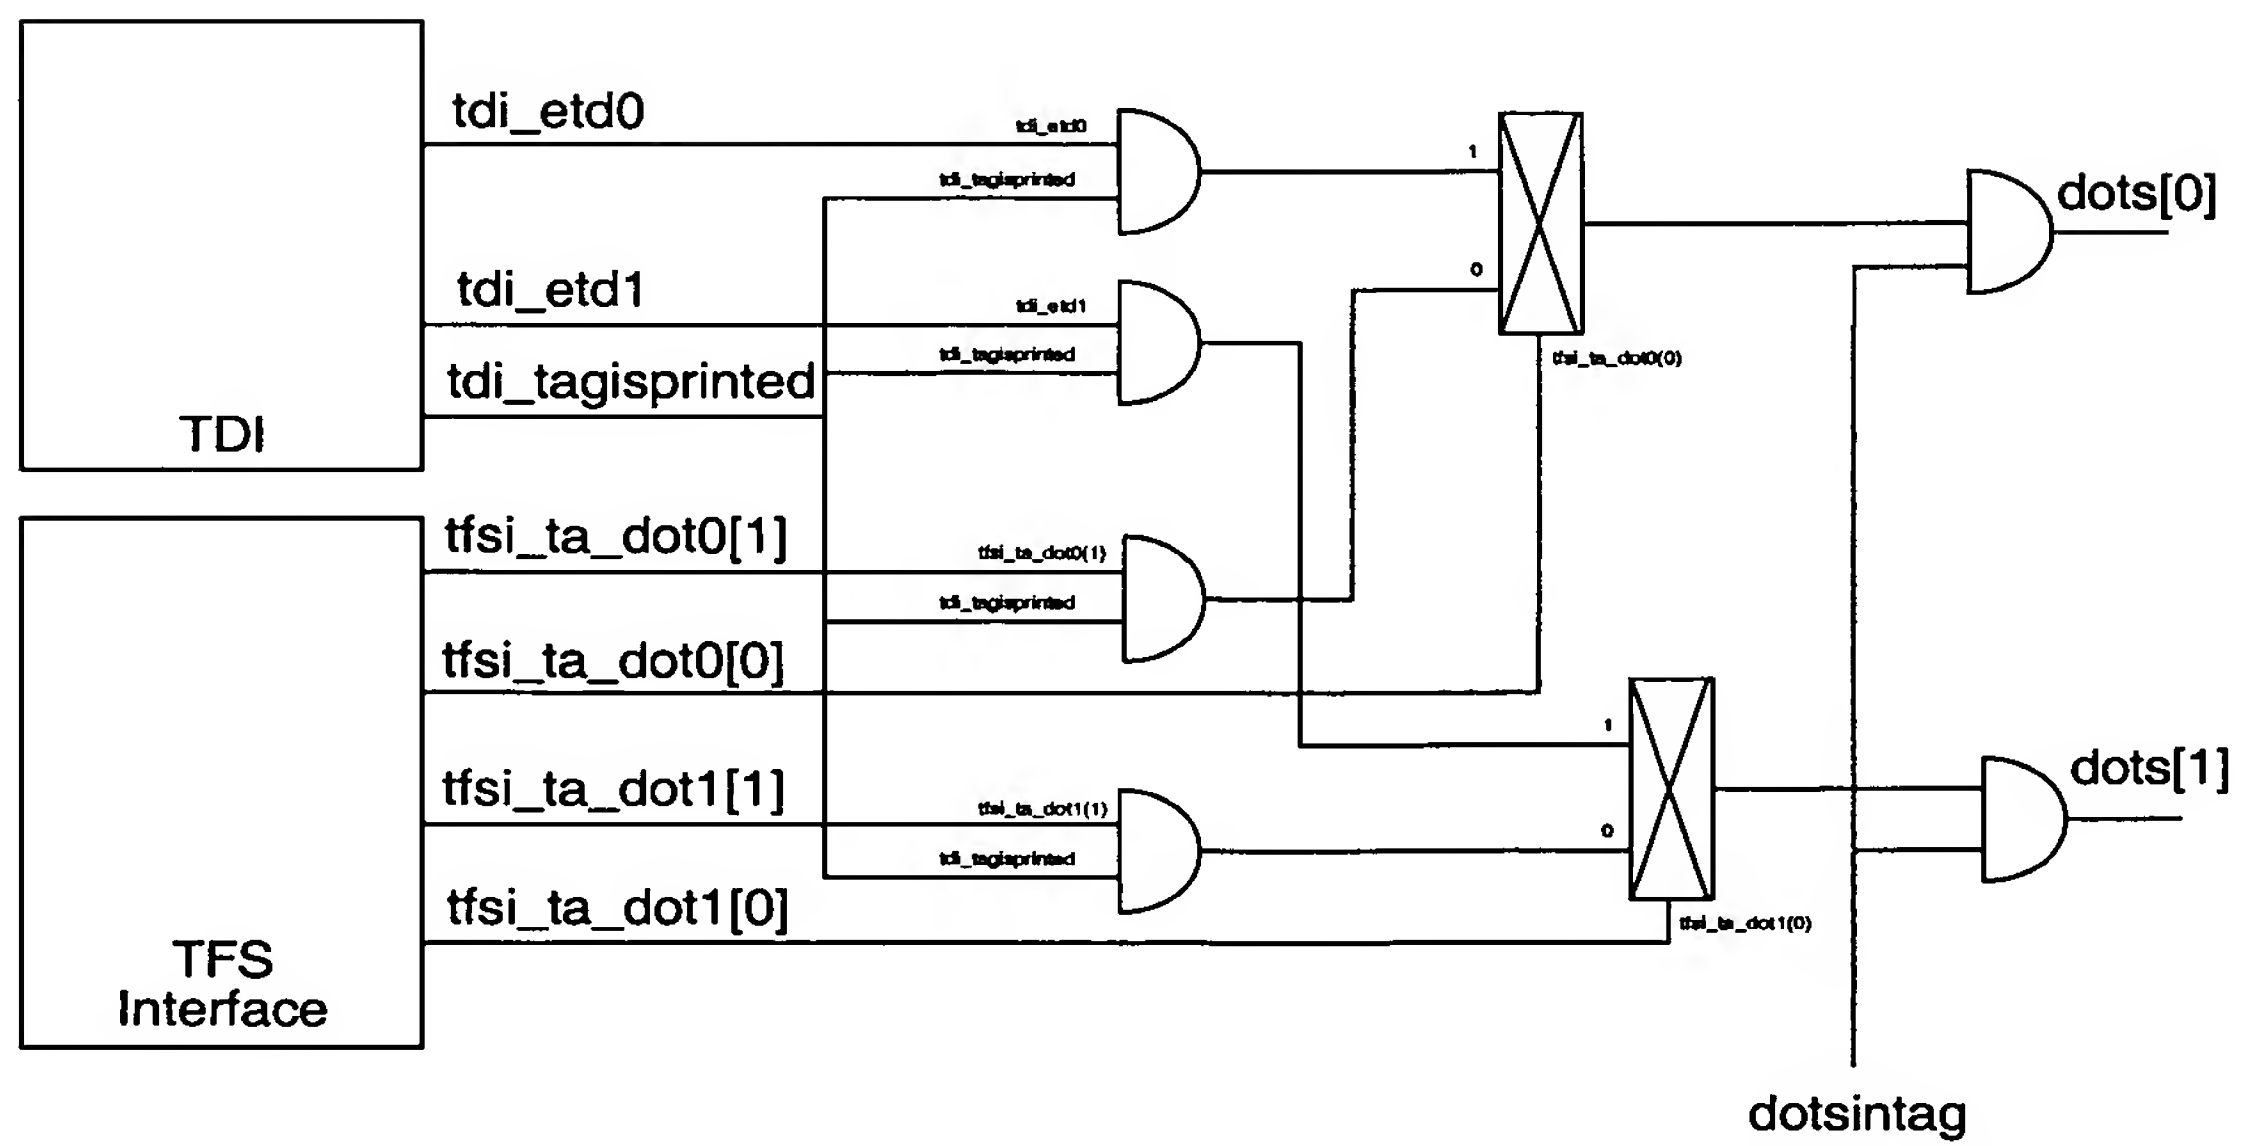 tdi_etd0
tdi_etd0
1
tdi_tagisprinted
dots[0]
0
tdi_etd1
tdi_etd1
tdi_tagisprinted
tfsi_ta_dot0(0)
tdi_tagisprinted
TDI
tfsi_ta_dot0[1]
tfsi_ta_dot0(1)
tdi_tagisprinted
tfsi_ta_dot0[0]
1
dots[1]
tfsi_ta_dot1[1]
tfsi_ta_dot1(1)
0
tdi_tagisprinted
tfsi_ta_dot1[0]
tfsi_ta_dot1(0)
TFS
Interface
dotsintag